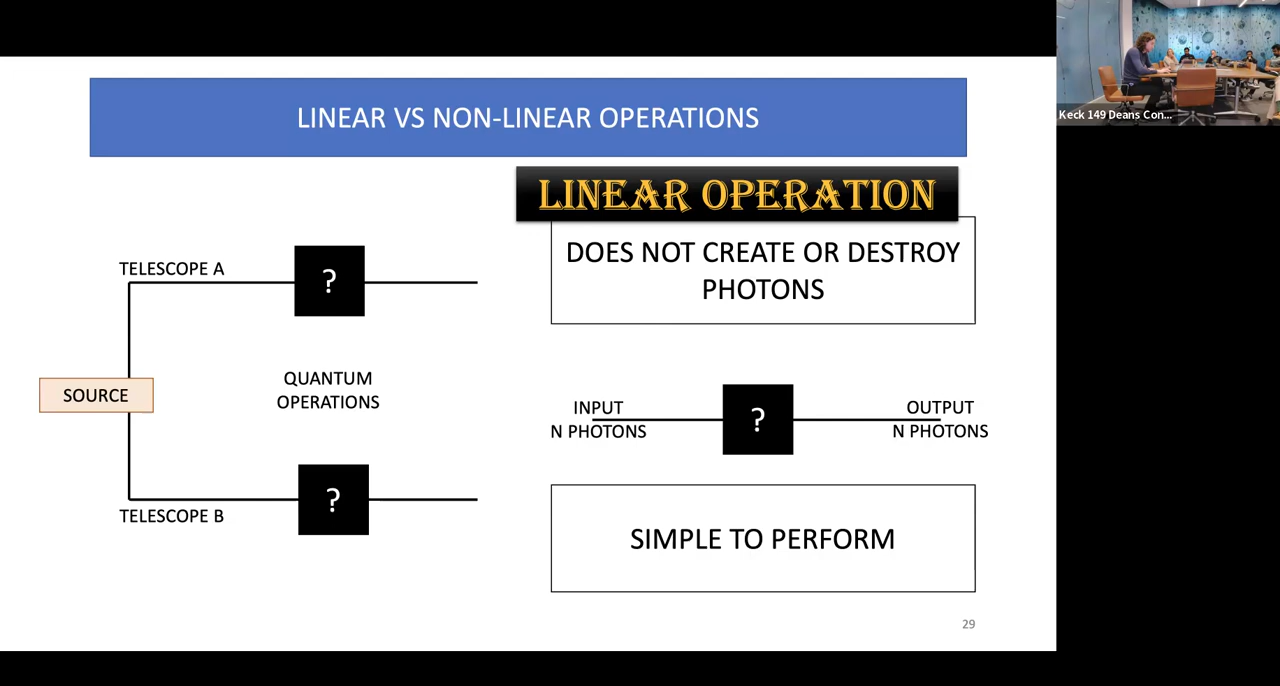 LINEAR VS NON-LINEAR OPERATIONS
LINEAR OPERATION
DOES NOT CREATE OR DESTROY
PHOTONS
TELESCOPE A
?
SOURCE
QUANTUM
OPERATIONS
TELESCOPE B
?
INPUT
N PHOTONS
?
OUTPUT
N PHOTONS
SIMPLE TO PERFORM
29
Keck 149 Deans Con...